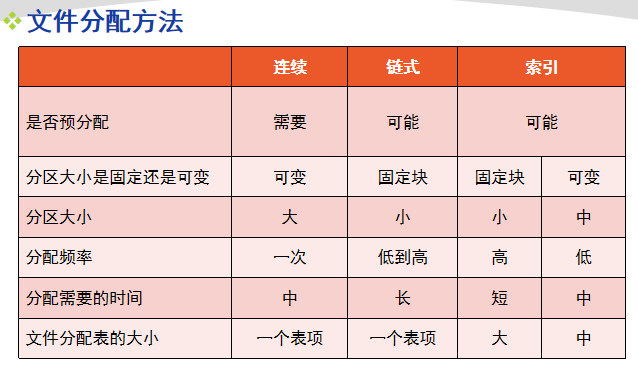 文件分配方法
连续 链式 索引
是否预分配 需要 可能 可能
分区大小是固定还是可变 可变 固定块 固定块 可变
分区大小 大 小 小 中
分配频率 一次 低到高 高 低
分配需要的时间 中 长 短 中
文件分配表的大小 一个表项 一个表项 大 中